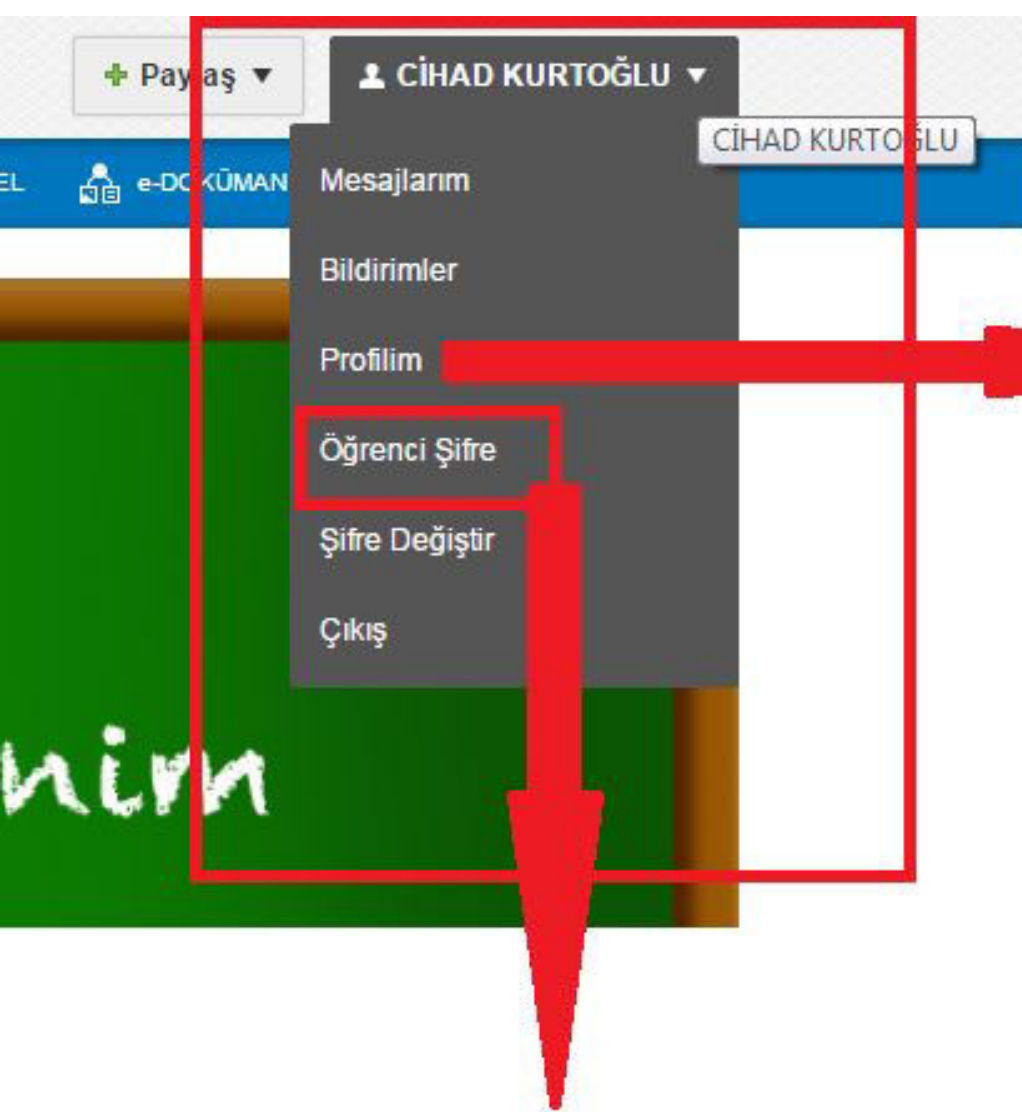 Paylaş
CİHAD KURTOĞLU
CİHAD KURTOĞLU
EL
e-DOKÜMAN
Mesajlarım
Bildirimler
Profilim
Öğrenci Şifre
Şifre Değiştir
Çıkış
nim